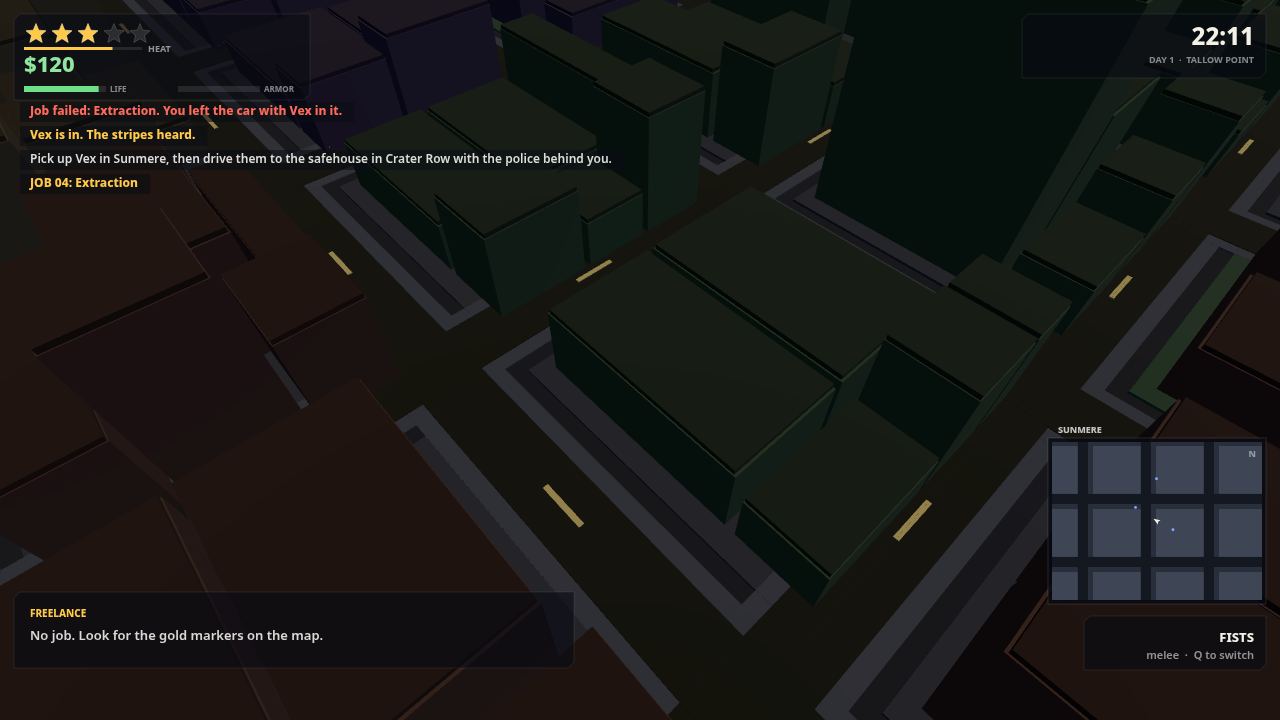 HEAT
$120
LIFE
ARMOR
22:11
DAY 1 · TALLOW POINT
Job failed: Extraction. You left the car with Vex in it.
Vex is in. The stripes heard.
Pick up Vex in Sunmere, then drive them to the safehouse in Crater Row with the police behind you.
JOB 04: Extraction
SUNMERE
N
FREELANCE
No job. Look for the gold markers on the map.
FISTS
melee · Q to switch